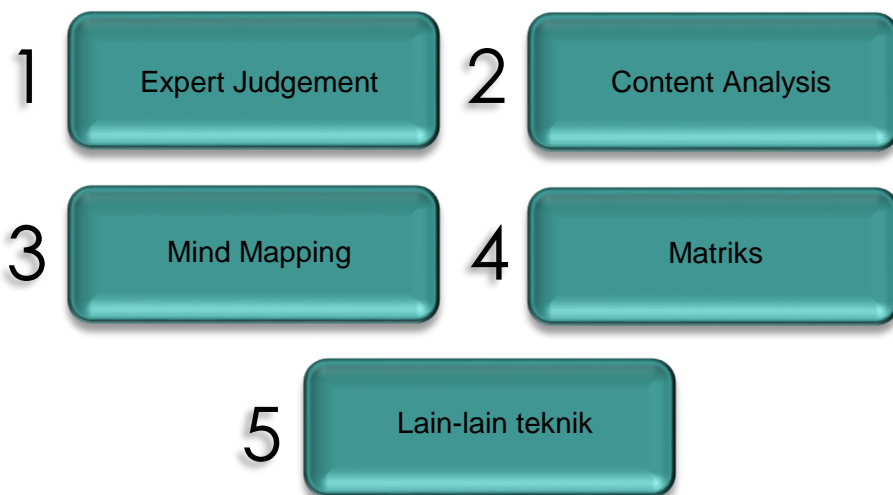 1 Expert Judgement
2 Content Analysis
3 Mind Mapping
4 Matriks
5 Lain-lain teknik